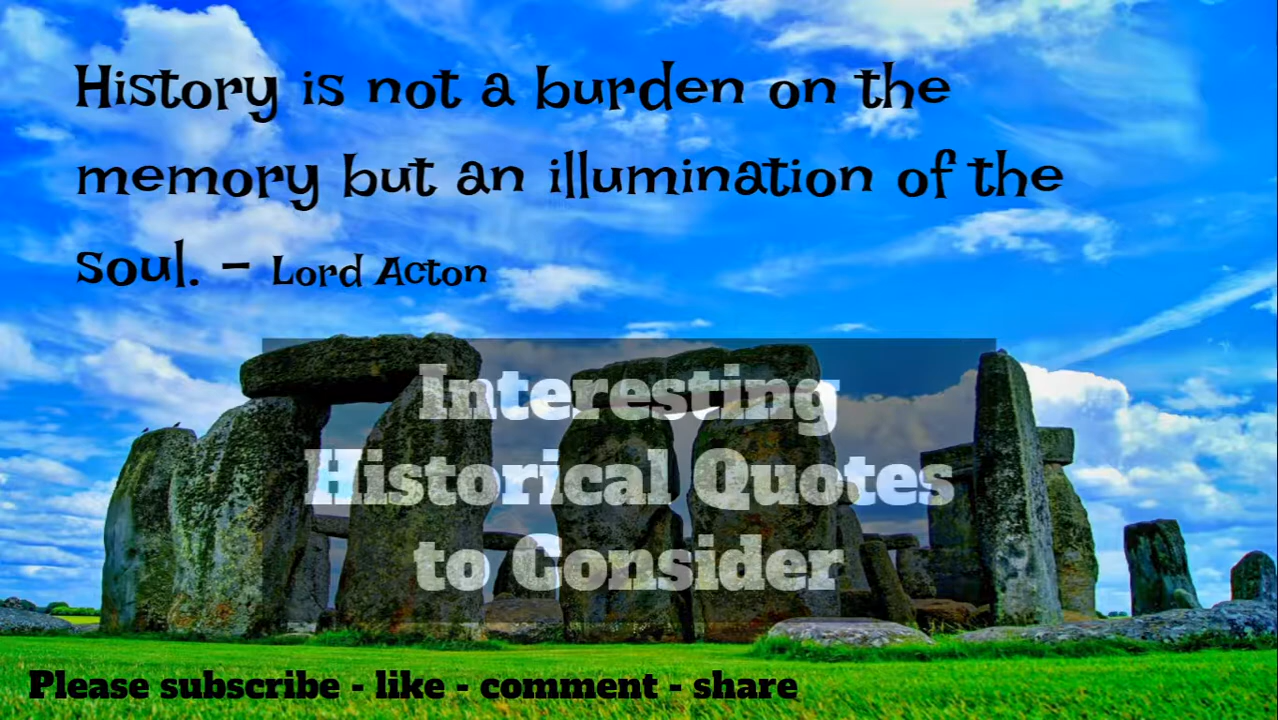 History is not a burden on the
memory but an illumination of the
soul. – Lord Acton
Interesting
Historical Quotes
to Consider
Please subscribe - like - comment - share